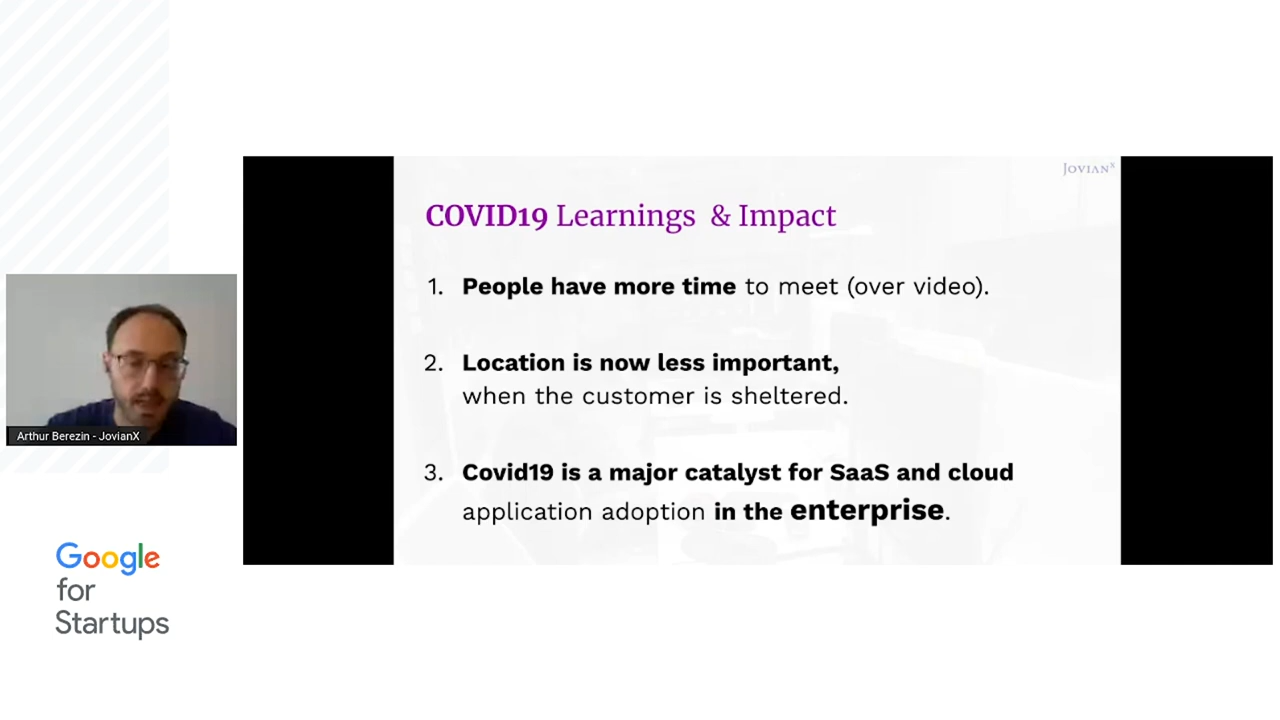 JOVIANX
COVID19 Learnings & Impact
1. People have more time to meet (over video).
2. Location is now less important,
when the customer is sheltered.
3. Covid19 is a major catalyst for SaaS and cloud
application adoption in the enterprise.
Arthur Berezin - JovianX
Google
for
Startups